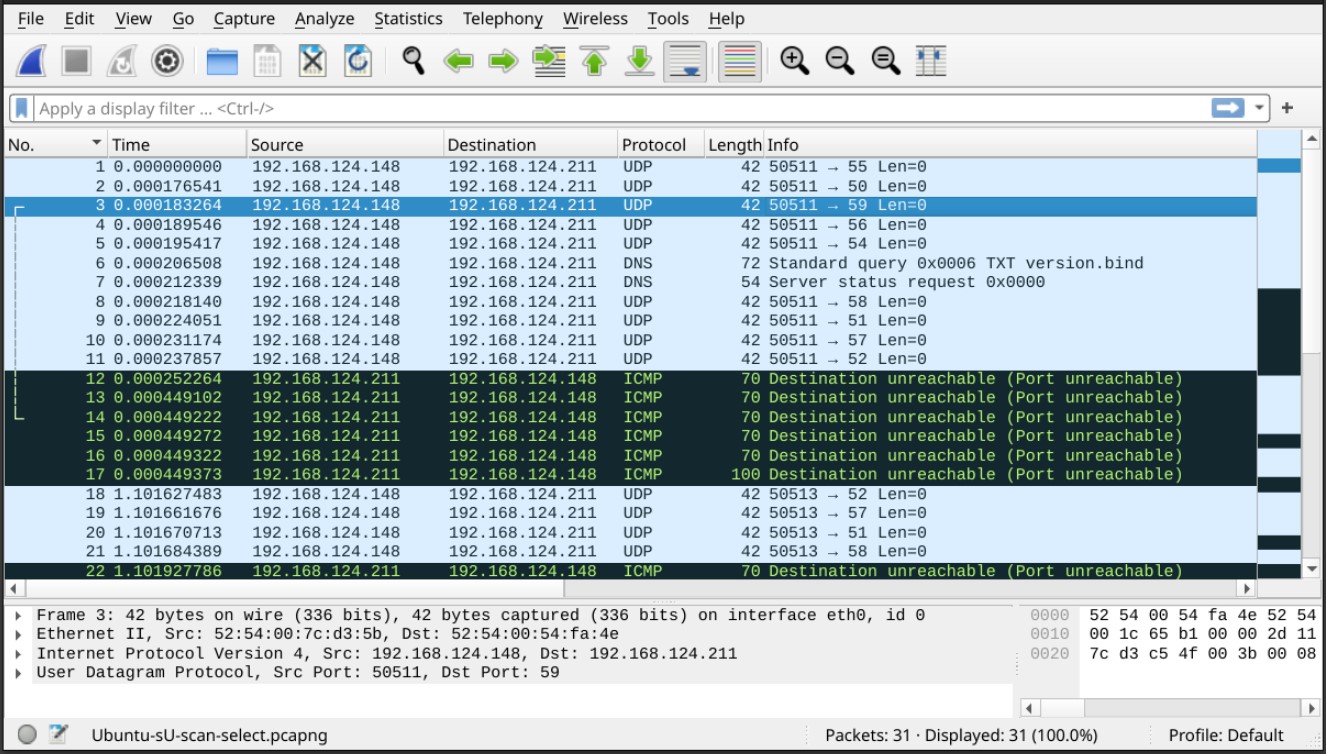 File Edit View Go Capture Analyze Statistics Telephony Wireless Tools Help
Apply a display filter ... <Ctrl-/>
No. Time Source Destination Protocol Length Info
1 0.000000000 192.168.124.148 192.168.124.211 UDP 42 50511 → 55 Len=0
2 0.000176541 192.168.124.148 192.168.124.211 UDP 42 50511 → 50 Len=0
3 0.000183264 192.168.124.148 192.168.124.211 UDP 42 50511 → 59 Len=0
4 0.000189546 192.168.124.148 192.168.124.211 UDP 42 50511 → 56 Len=0
5 0.000195417 192.168.124.148 192.168.124.211 UDP 42 50511 → 54 Len=0
6 0.000206508 192.168.124.148 192.168.124.211 DNS 72 Standard query 0x0006 TXT version.bind
7 0.000212339 192.168.124.148 192.168.124.211 DNS 54 Server status request 0x0000
8 0.000218140 192.168.124.148 192.168.124.211 UDP 42 50511 → 58 Len=0
9 0.000224051 192.168.124.148 192.168.124.211 UDP 42 50511 → 51 Len=0
10 0.000231174 192.168.124.148 192.168.124.211 UDP 42 50511 → 57 Len=0
11 0.000237857 192.168.124.148 192.168.124.211 UDP 42 50511 → 52 Len=0
12 0.000252264 192.168.124.211 192.168.124.148 ICMP 70 Destination unreachable (Port unreachable)
13 0.000449102 192.168.124.211 192.168.124.148 ICMP 70 Destination unreachable (Port unreachable)
14 0.000449222 192.168.124.211 192.168.124.148 ICMP 70 Destination unreachable (Port unreachable)
15 0.000449272 192.168.124.211 192.168.124.148 ICMP 70 Destination unreachable (Port unreachable)
16 0.000449322 192.168.124.211 192.168.124.148 ICMP 70 Destination unreachable (Port unreachable)
17 0.000449373 192.168.124.211 192.168.124.148 ICMP 100 Destination unreachable (Port unreachable)
18 1.101627483 192.168.124.148 192.168.124.211 UDP 42 50513 → 52 Len=0
19 1.101661676 192.168.124.148 192.168.124.211 UDP 42 50513 → 57 Len=0
20 1.101670713 192.168.124.148 192.168.124.211 UDP 42 50513 → 51 Len=0
21 1.101684389 192.168.124.148 192.168.124.211 UDP 42 50513 → 58 Len=0
22 1.101927786 192.168.124.211 192.168.124.148 ICMP 70 Destination unreachable (Port unreachable)
Frame 3: 42 bytes on wire (336 bits), 42 bytes captured (336 bits) on interface eth0, id 0
Ethernet II, Src: 52:54:00:7c:d3:5b, Dst: 52:54:00:54:fa:4e
Internet Protocol Version 4, Src: 192.168.124.148, Dst: 192.168.124.211
User Datagram Protocol, Src Port: 50511, Dst Port: 59
0000 52 54 00 54 fa 4e 52 54
0010 00 1c 65 b1 00 00 2d 11
0020 7c d3 c5 4f 00 3b 00 08
Ubuntu-sU-scan-select.pcapng Packets: 31 · Displayed: 31 (100.0%) Profile: Default